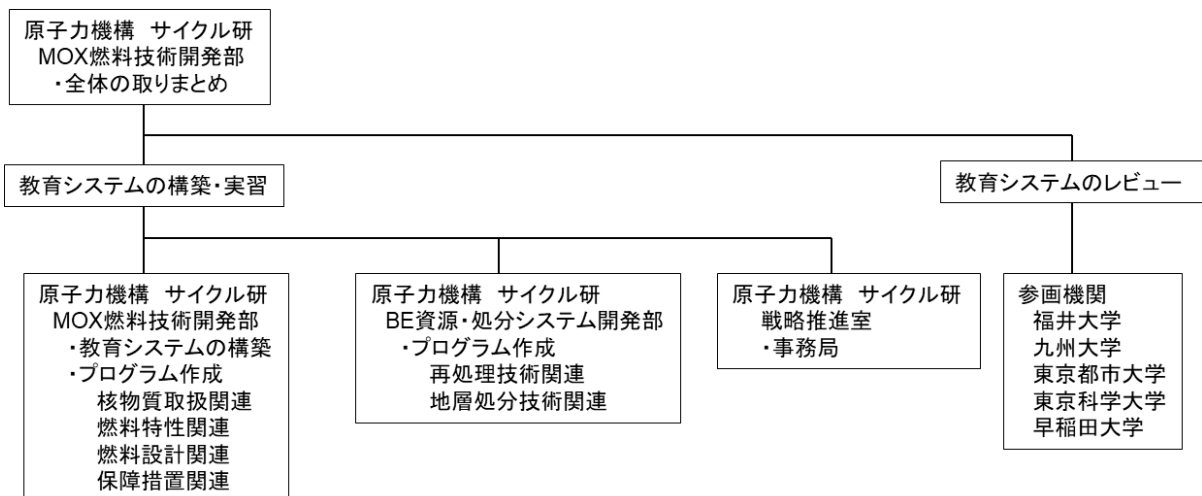 原子力機構 サイクル研
MOX燃料技術開発部
・全体の取りまとめ
教育システムの構築・実習
教育システムのレビュー
原子力機構 サイクル研
MOX燃料技術開発部
・教育システムの構築
・プログラム作成
核物質取扱関連
燃料特性関連
燃料設計関連
保障措置関連
原子力機構 サイクル研
BE資源・処分システム開発部
・プログラム作成
再処理技術関連
地層処分技術関連
原子力機構 サイクル研
戦略推進室
・事務局
参画機関
福井大学
九州大学
東京都市大学
東京科学大学
早稲田大学